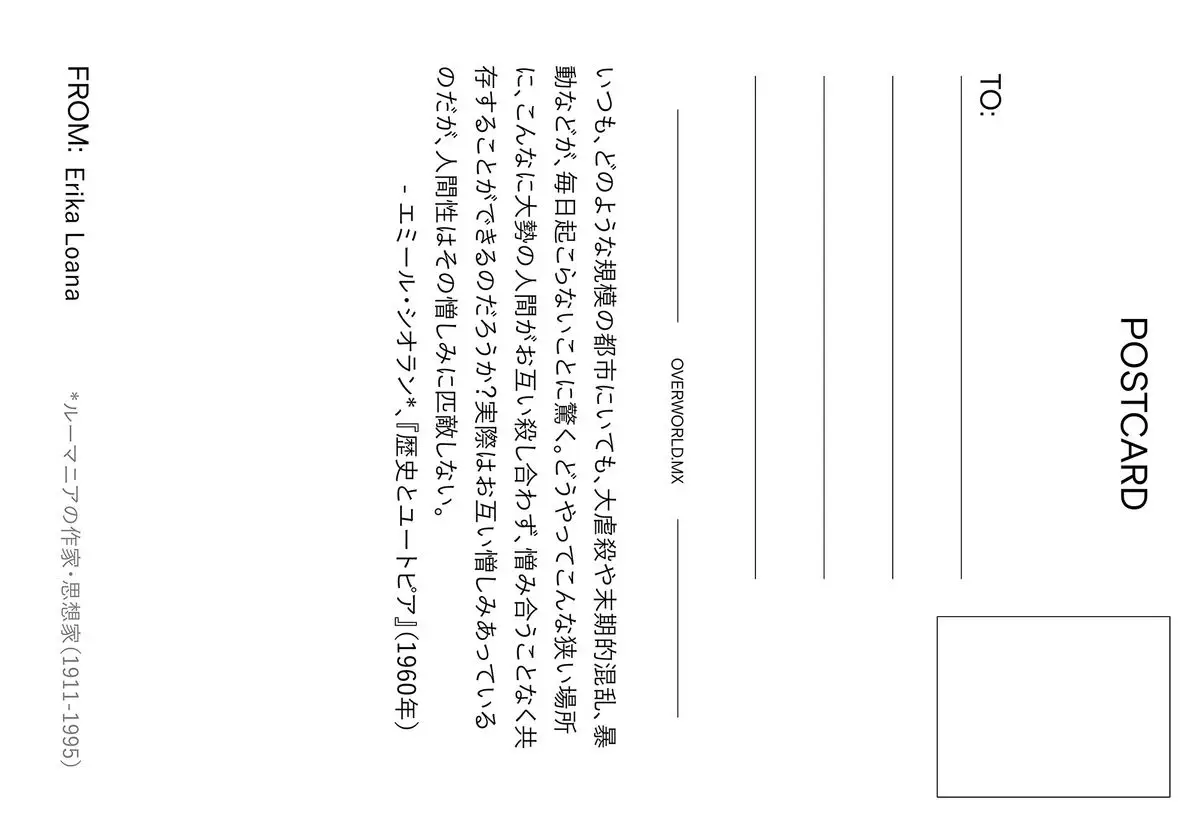 POSTCARD
TO:
OVERWORLD.MX
いつも、どのような規模の都市にいても、大虐殺や末期的混乱、暴
動などが、毎日起こらないことに驚く。どうやってこんな狭い場所
に、こんなに大勢の人間がお互い殺し合わず、憎み合うことなく共
存することができるのだろうか?実際はお互い憎しみあっている
のだが、人間性はその憎しみに匹敵しない。
- エミール・シオラン*、『歴史とユートピア』(1960年)
FROM: Erika Loana
*ルーマニアの作家・思想家(1911-1995)